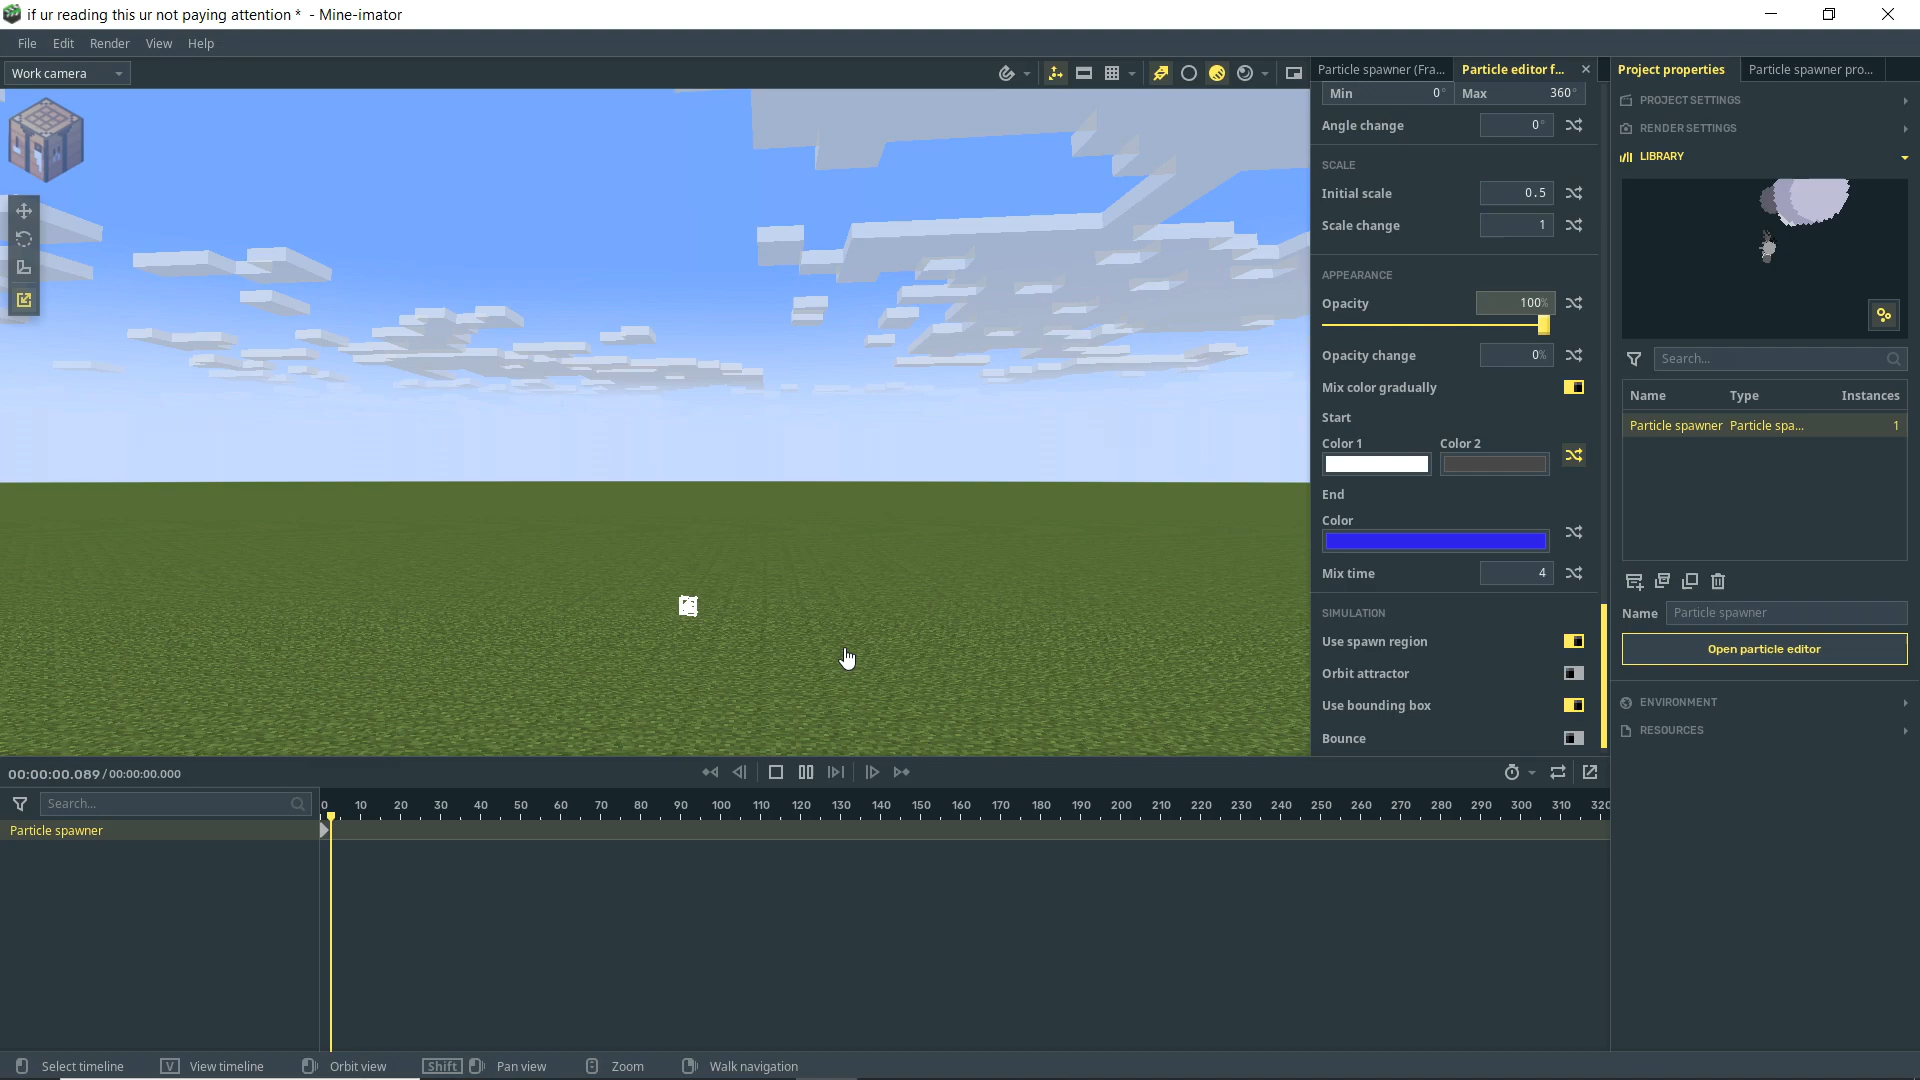 if ur reading this ur not paying attention * - Mine-imator
File Edit Render View Help
Work camera
Particle spawner (Fra... Particle editor f... Project properties Particle spawner pro...
Min 0° Max 360°
PROJECT SETTINGS
Angle change 0°
RENDER SETTINGS
LIBRARY
SCALE
Initial scale 0.5
Scale change 1
APPEARANCE
Opacity 100%
Opacity change 0%
Search...
Mix color gradually
Name Type Instances
Start
Particle spawner Particle spa... 1
Color 1 Color 2
End
Color
Mix time 4
SIMULATION
Name Particle spawner
Use spawn region
Open particle editor
Orbit attractor
Use bounding box
ENVIRONMENT
Bounce
RESOURCES
00:00:00.089 / 00:00:00.000
Search...
0 10 20 30 40 50 60 70 80 90 100 110 120 130 140 150 160 170 180 190 200 210 220 230 240 250 260 270 280 290 300 310 320
Particle spawner
Select timeline V View timeline Orbit view Shift Pan view Zoom Walk navigation